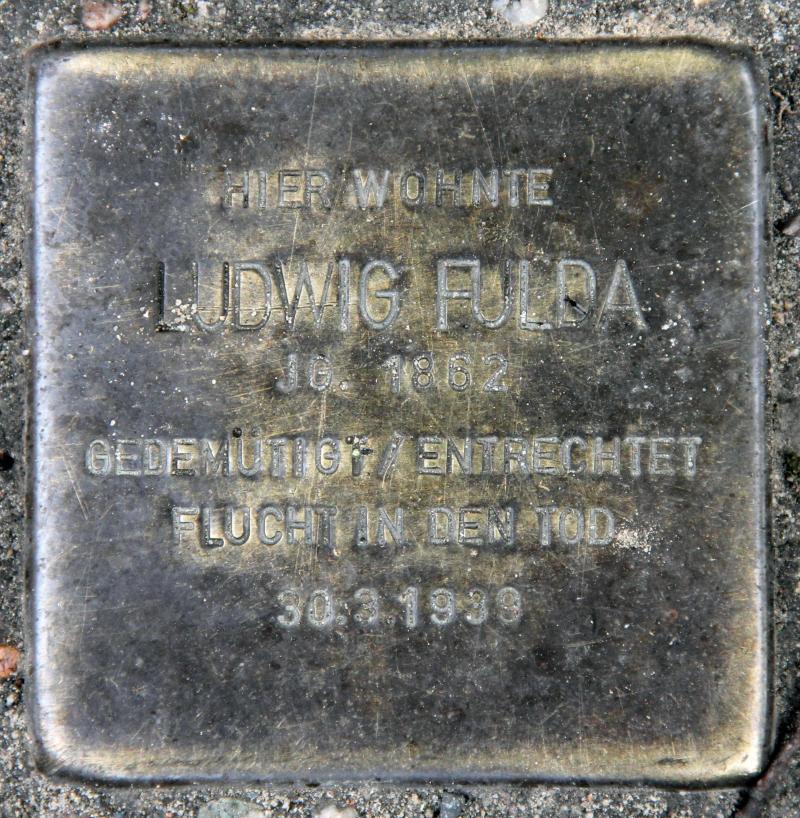 HIER WOHNTE
LUDWIG FULDA
JG. 1862
GEDEMÜTIGT / ENTRECHTET
FLUCHT IN DEN TOD
30.3.1939